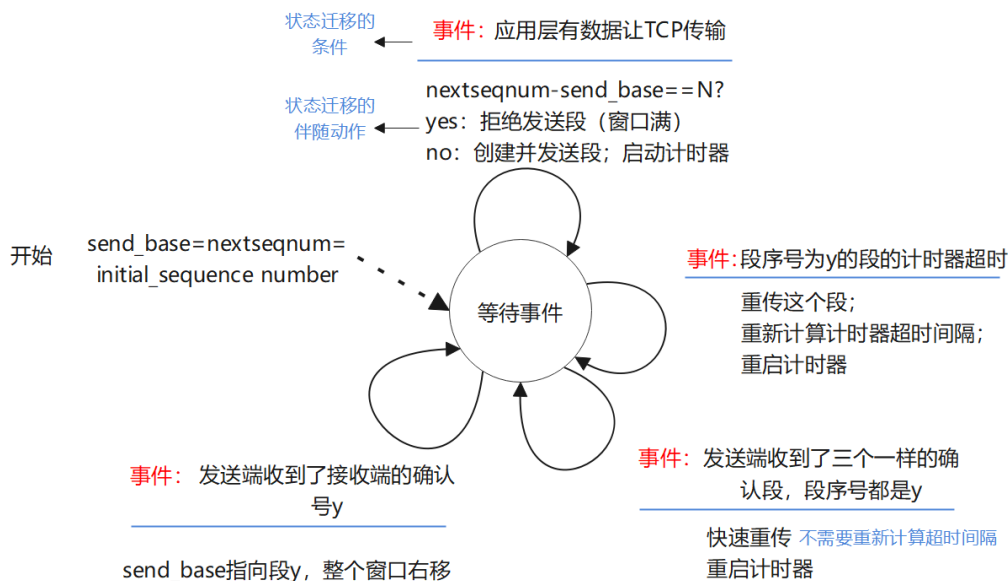 状态迁移的
条件
事件：应用层有数据让TCP传输
状态迁移的
伴随动作
nextseqnum-send_base==N?
yes：拒绝发送段（窗口满）
no：创建并发送段；启动计时器
开始
send_base=nextseqnum=
initial_sequence number
等待事件
事件：段序号为y的段的计时器超时
重传这个段；
重新计算计时器超时间隔；
重启计时器
事件： 发送端收到了接收端的确认
号y
send_base指向段y，整个窗口右移
事件： 发送端收到了三个一样的确
认段，段序号都是y
快速重传 不需要重新计算超时间隔
重启计时器